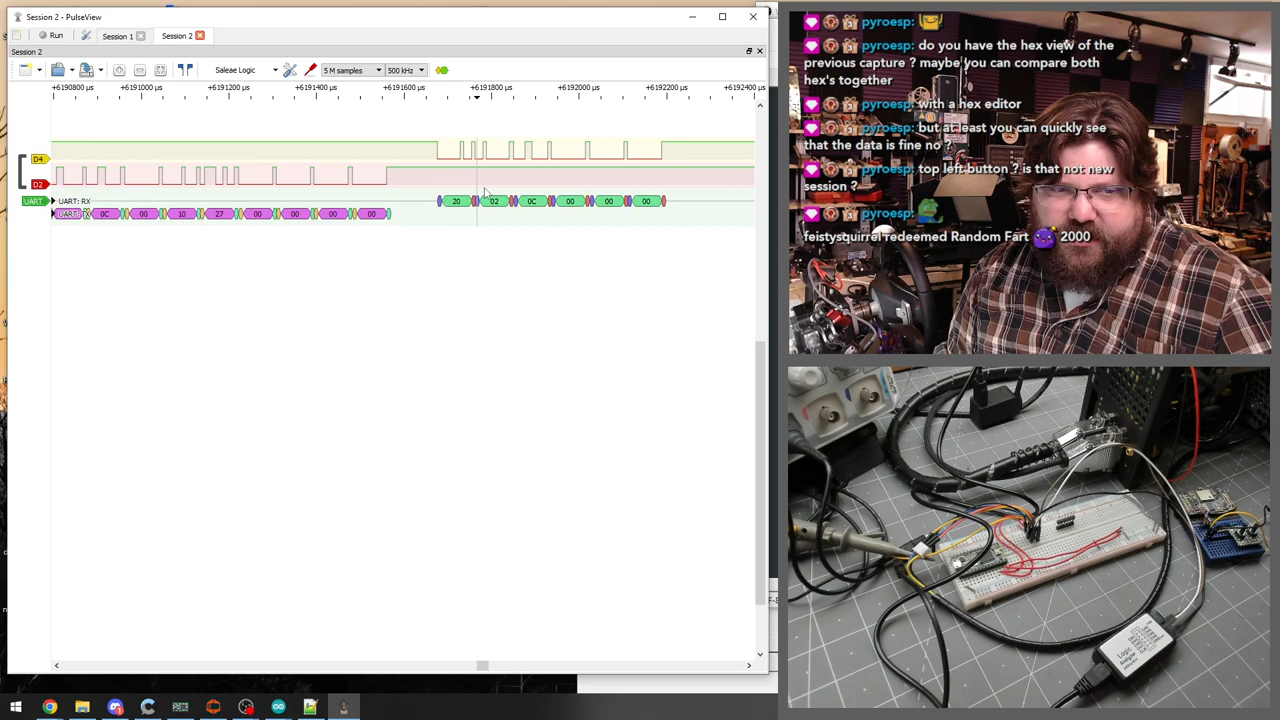 Session 2 - PulseView
Run
Session 1
Session 2
Session 2
Saleae Logic
5 M samples
500 kHz
+6190800 µs
+6191000 µs
+6191200 µs
+6191400 µs
+6191600 µs
+6191800 µs
+6192000 µs
+6192200 µs
+6192400 µs
D4
D2
UART
UART: RX
20
02
0C
00
00
00
UART: TX
0C
00
10
27
00
00
00
00
pyroesp:
pyroesp: do you have the hex view of the
previous capture ? maybe you can compare both
hex's together
pyroesp: with a hex editor
pyroesp: but at least you can quickly see
that the data is fine no ?
pyroesp: top left button ? is that not new
session ?
pyroesp:
feistysquirrel redeemed Random Fart 2000
Logic
Analyzer